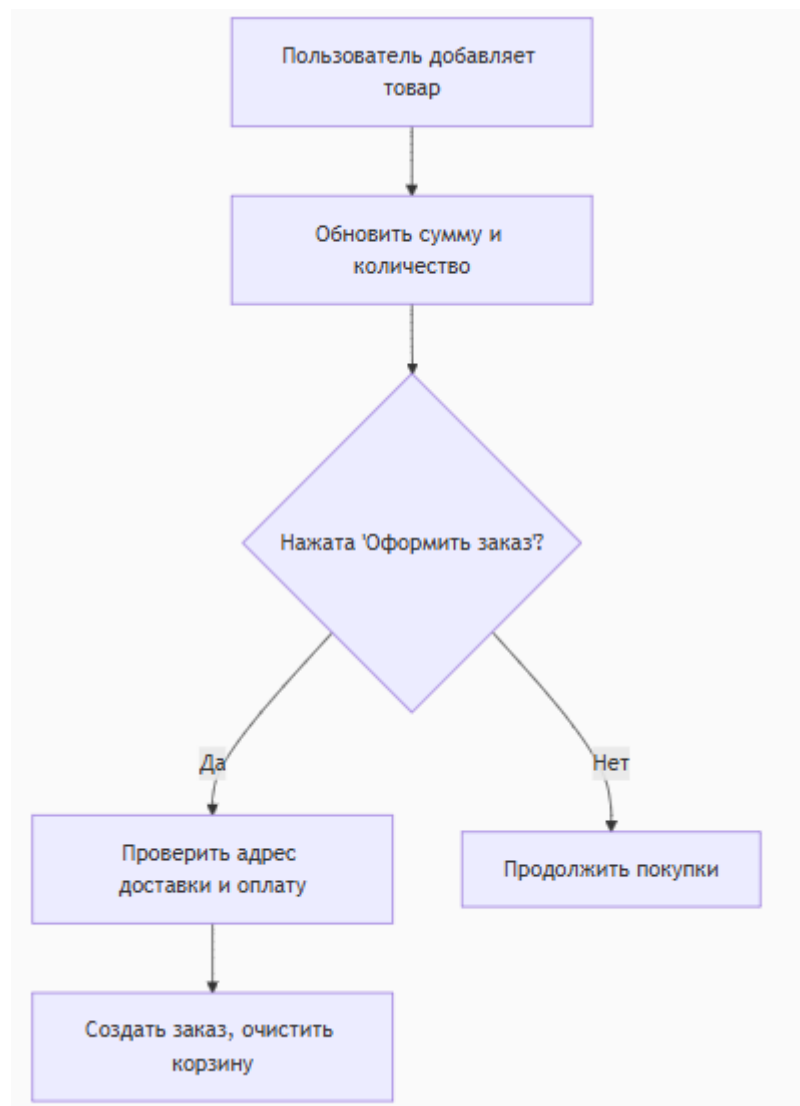 Пользователь добавляет
товар
Обновить сумму и
количество
Нажата 'Оформить заказ'?
Да
Нет
Проверить адрес
доставки и оплату
Продолжить покупки
Создать заказ, очистить
корзину